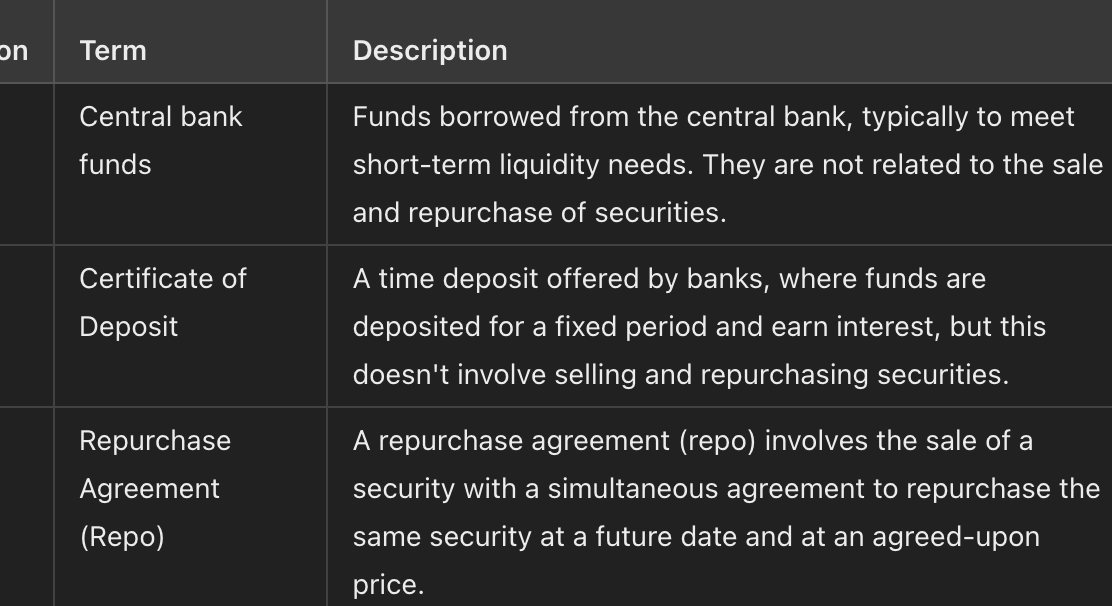 on Term Description
Central bank
funds
Funds borrowed from the central bank, typically to meet
short-term liquidity needs. They are not related to the sale
and repurchase of securities.
Certificate of
Deposit
A time deposit offered by banks, where funds are
deposited for a fixed period and earn interest, but this
doesn't involve selling and repurchasing securities.
Repurchase
Agreement
(Repo)
A repurchase agreement (repo) involves the sale of a
security with a simultaneous agreement to repurchase the
same security at a future date and at an agreed-upon
price.